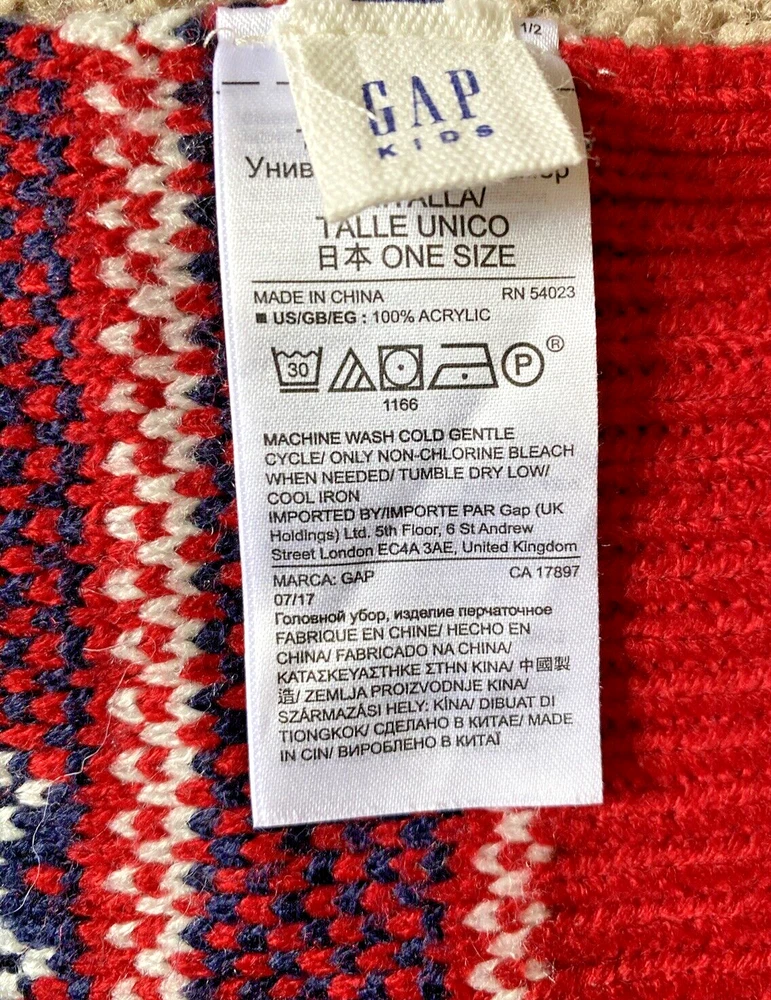 1/2
GAP
KIDS
TALLE UNICO
日本 ONE SIZE
MADE IN CHINA RN 54023
■ US/GB/EG : 100% ACRYLIC
30 P ®
1166
MACHINE WASH COLD GENTLE
CYCLE/ ONLY NON-CHLORINE BLEACH
WHEN NEEDED/ TUMBLE DRY LOW/
COOL IRON
IMPORTED BY/IMPORTE PAR Gap (UK
Holdings) Ltd. 5th Floor, 6 St Andrew
Street London EC4A 3AE, United Kingdom
MARCA: GAP CA 17897
07/17
Головной убор, изделие перчаточное
FABRIQUE EN CHINE/ HECHO EN
CHINA/ FABRICADO NA CHINA/
ΚΑΤΑΣΚΕΥΑΣΤΗΚΕ ΣΤΗΝ ΚΙΝΑ/ 中國製
造/ ZEMLJA PROIZVODNJE KINA/
SZÁRMAZÁSI HELY: KÍNA/ DIBUAT DI
TIONGKOK/ СДЕЛАНО В КИТАЕ/ MADE
IN CIN/ ВИРОБЛЕНО В КИТАЇ